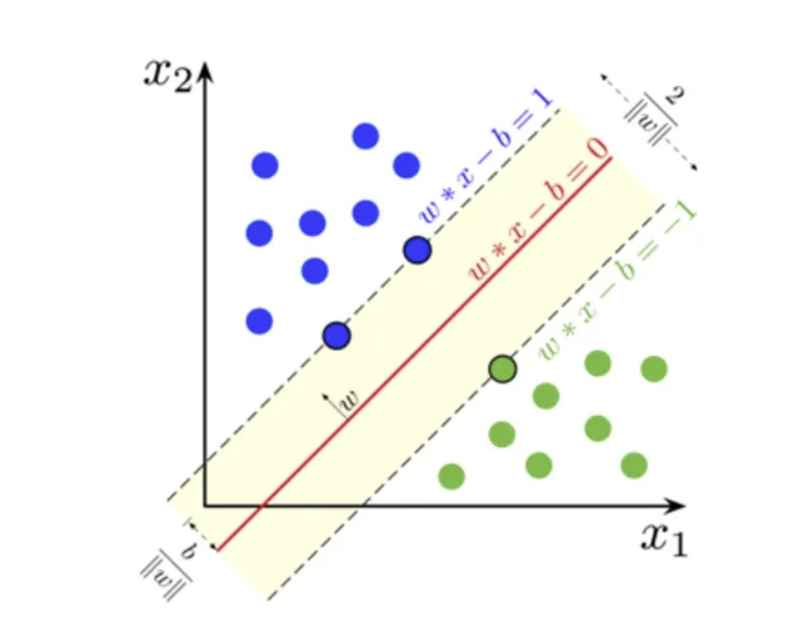 x₂
w * x − b = 1
2
‖w‖
w * x − b = 0
w * x − b = −1
w
x₁
b
‖w‖